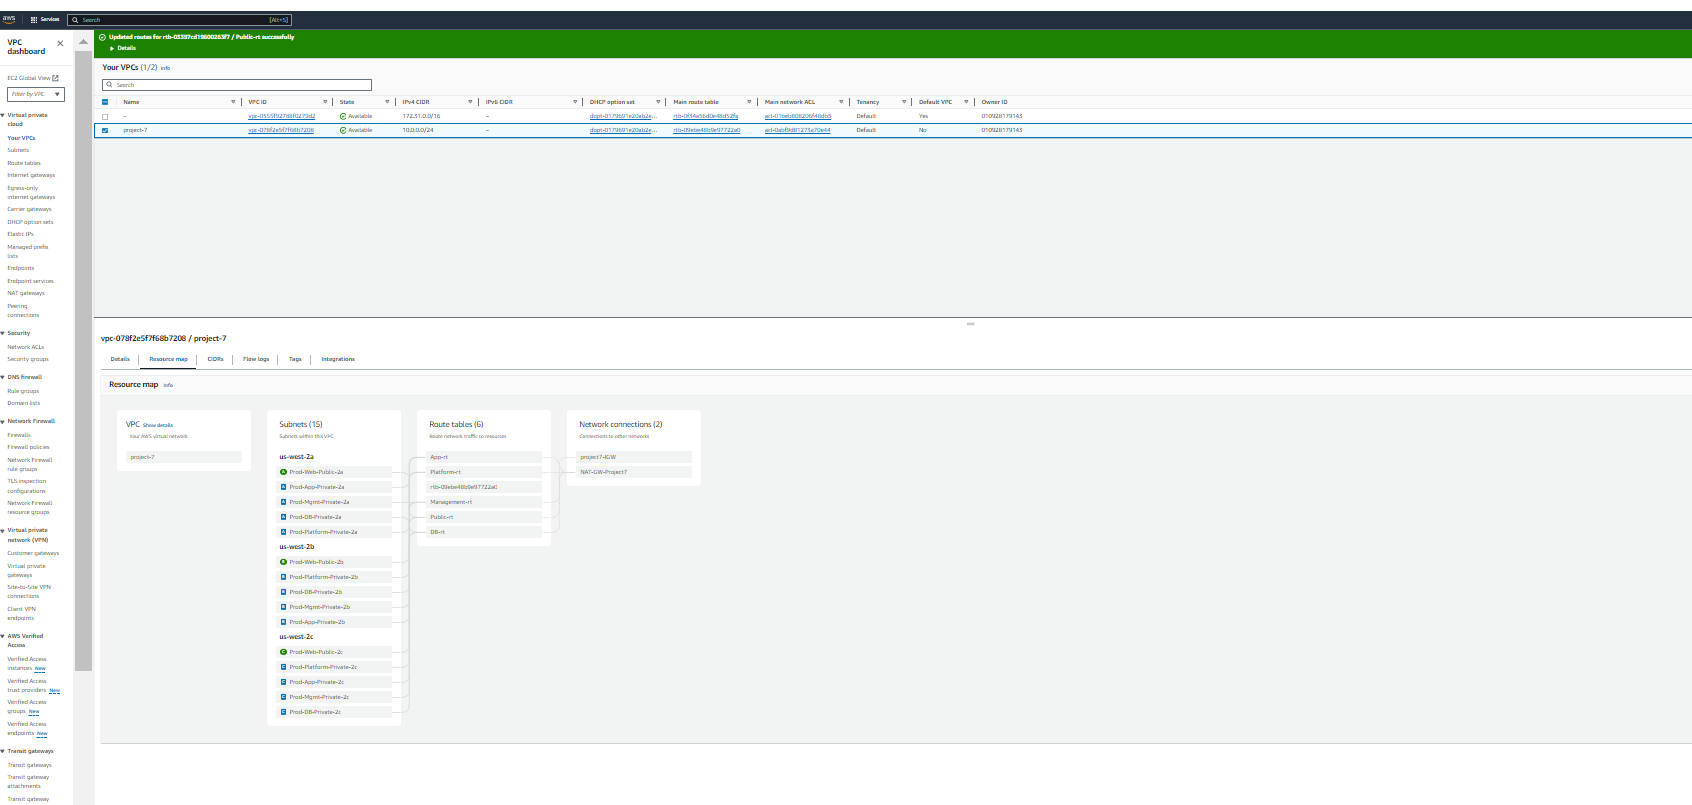 aws
Services
Search
[Alt+S]
VPC
dashboard
EC2 Global View
Filter by VPC
Virtual private
cloud
Your VPCs
Subnets
Route tables
Internet gateways
Egress-only
internet gateways
Carrier gateways
DHCP option sets
Elastic IPs
Managed prefix
lists
Endpoints
Endpoint services
NAT gateways
Peering
connections
Security
Network ACLs
Security groups
DNS firewall
Rule groups
Domain lists
Network Firewall
Firewalls
Firewall policies
Network Firewall
rule groups
TLS inspection
configurations
Network Firewall
resource groups
Virtual private
network (VPN)
Customer gateways
Virtual private
gateways
Site-to-Site VPN
connections
Client VPN
endpoints
AWS Verified
Access
Verified Access
instances New
Verified Access
trust providers New
Verified Access
groups New
Verified Access
endpoints New
Transit gateways
Transit gateways
Transit gateway
attachments
Transit gateway
Updated routes for / Public-rt successfully
Details
Your VPCs (1/2) Info
Search
Name VPC ID State IPv4 CIDR IPv6 CIDR DHCP option set Main route table Main network ACL Tenancy Default VPC Owner ID
– Available 172.31.0.0/16 – Default Yes 010928179143
project-7 vpc-078f2e5f7f68b7208 Available 10.0.0.0/24 – rtb-09ebe48b9e97722a0 Default No 010928179143
vpc-078f2e5f7f68b7208 / project-7
Details Resource map CIDRs Flow logs Tags Integrations
Resource map Info
VPC Show details
Your AWS virtual network
project-7
Subnets (15)
Subnets within this VPC
us-west-2a
A Prod-Web-Public-2a
A Prod-App-Private-2a
A Prod-Mgmt-Private-2a
A Prod-DB-Private-2a
A Prod-Platform-Private-2a
us-west-2b
B Prod-Web-Public-2b
B Prod-Platform-Private-2b
B Prod-DB-Private-2b
B Prod-Mgmt-Private-2b
B Prod-App-Private-2b
us-west-2c
C Prod-Web-Public-2c
C Prod-Platform-Private-2c
C Prod-App-Private-2c
C Prod-Mgmt-Private-2c
C Prod-DB-Private-2c
Route tables (6)
Route network traffic to resources
App-rt
Platform-rt
rtb-09ebe48b9e97722a0
Management-rt
Public-rt
DB-rt
Network connections (2)
Connections to other networks
project7-IGW
NAT-GW-Project7